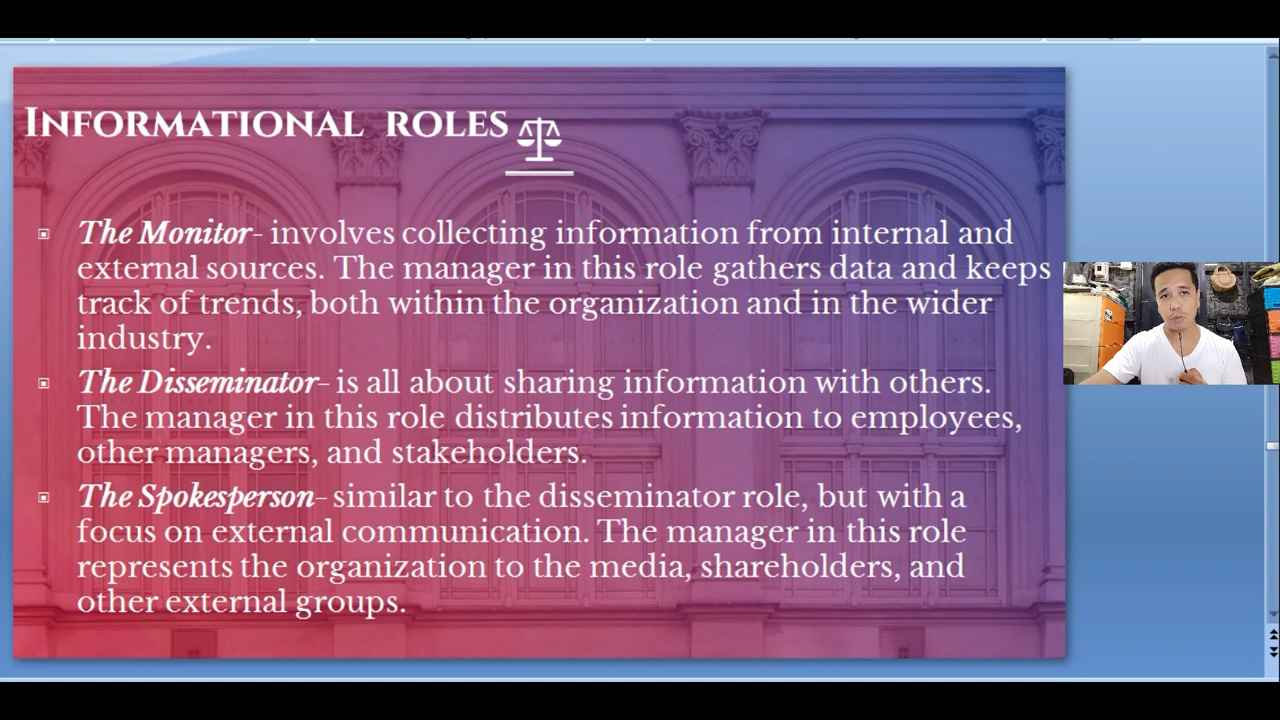 Informational roles
The Monitor- involves collecting information from internal and
external sources. The manager in this role gathers data and keeps
track of trends, both within the organization and in the wider
industry.
The Disseminator- is all about sharing information with others.
The manager in this role distributes information to employees,
other managers, and stakeholders.
The Spokesperson- similar to the disseminator role, but with a
focus on external communication. The manager in this role
represents the organization to the media, shareholders, and
other external groups.